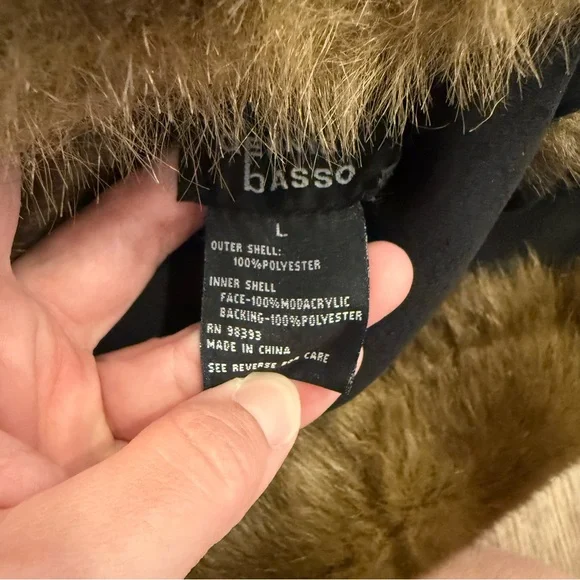 bASSO
L
OUTER SHELL:
100%POLYESTER
INNER SHELL
FACE-100%MODACRYLIC
BACKING-100%POLYESTER
RN 98393
MADE IN CHINA
SEE REVERSE FOR CARE